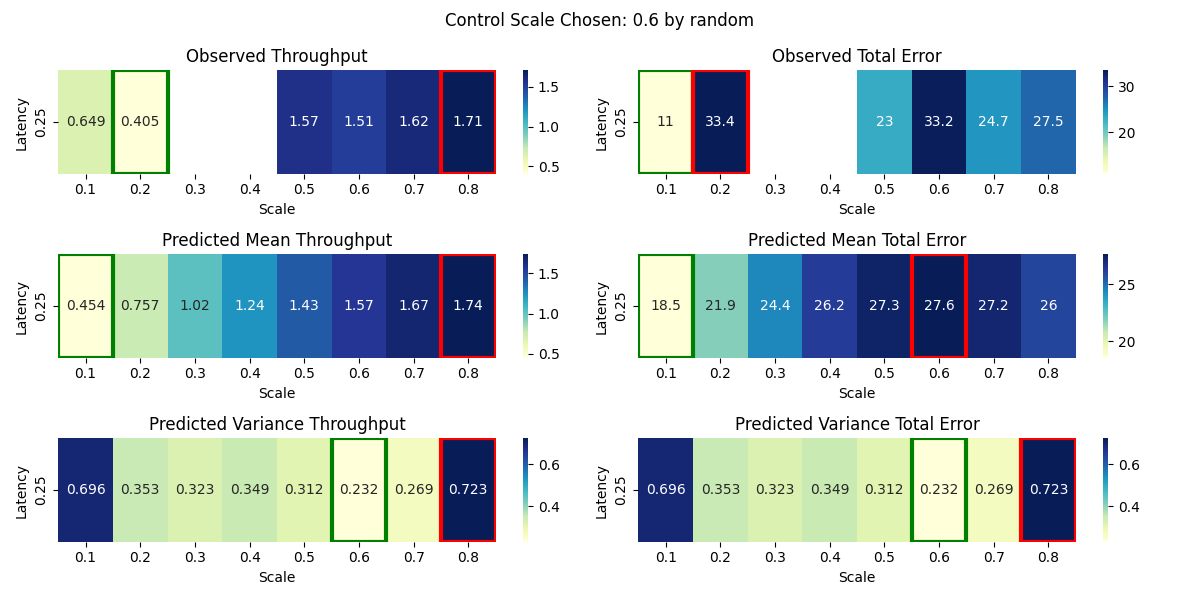 Control Scale Chosen: 0.6 by random
Observed Throughput
Latency
0.25
0.649 0.405 1.57 1.51 1.62 1.71
0.1 0.2 0.3 0.4 0.5 0.6 0.7 0.8
Scale
1.5
1.0
0.5
Observed Total Error
Latency
0.25
11 33.4 23 33.2 24.7 27.5
0.1 0.2 0.3 0.4 0.5 0.6 0.7 0.8
Scale
30
20
Predicted Mean Throughput
Latency
0.25
0.454 0.757 1.02 1.24 1.43 1.57 1.67 1.74
0.1 0.2 0.3 0.4 0.5 0.6 0.7 0.8
Scale
1.5
1.0
0.5
Predicted Mean Total Error
Latency
0.25
18.5 21.9 24.4 26.2 27.3 27.6 27.2 26
0.1 0.2 0.3 0.4 0.5 0.6 0.7 0.8
Scale
25
20
Predicted Variance Throughput
Latency
0.25
0.696 0.353 0.323 0.349 0.312 0.232 0.269 0.723
0.1 0.2 0.3 0.4 0.5 0.6 0.7 0.8
Scale
0.6
0.4
Predicted Variance Total Error
Latency
0.25
0.696 0.353 0.323 0.349 0.312 0.232 0.269 0.723
0.1 0.2 0.3 0.4 0.5 0.6 0.7 0.8
Scale
0.6
0.4